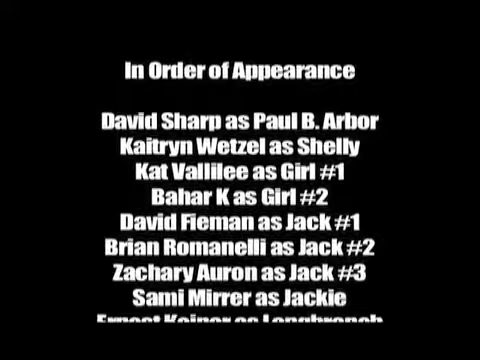 In Order of Appearance
David Sharp as Paul B. Arbor
Kaitryn Wetzel as Shelly
Kat Vallilee as Girl #1
Bahar K as Girl #2
David Fieman as Jack #1
Brian Romanelli as Jack #2
Zachary Auron as Jack #3
Sami Mirrer as Jackie
Ernest as